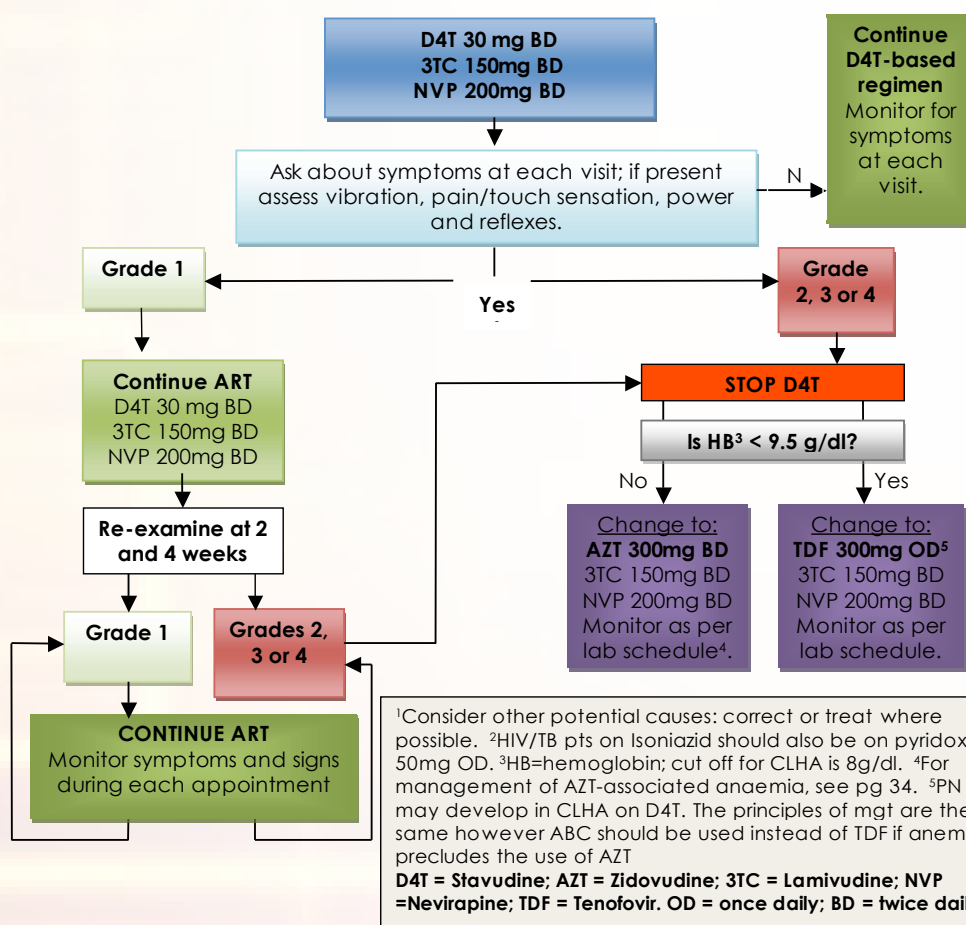 D4T 30 mg BD
3TC 150mg BD
NVP 200mg BD
Continue
D4T-based
regimen
Monitor for
symptoms
at each
visit.
Ask about symptoms at each visit; if present
assess vibration, pain/touch sensation, power
and reflexes.
N
Grade 1
Yes
Grade
2, 3 or 4
Continue ART
D4T 30 mg BD
3TC 150mg BD
NVP 200mg BD
STOP D4T
Is HB³ < 9.5 g/dl?
No
Yes
Re-examine at 2
and 4 weeks
Change to:
AZT 300mg BD
3TC 150mg BD
NVP 200mg BD
Monitor as per
lab schedule⁴.
Change to:
TDF 300mg OD⁵
3TC 150mg BD
NVP 200mg BD
Monitor as per
lab schedule.
Grade 1
Grades 2,
3 or 4
CONTINUE ART
Monitor symptoms and signs
during each appointment
¹Consider other potential causes: correct or treat where
possible. ²HIV/TB pts on Isoniazid should also be on pyridox
50mg OD. ³HB=hemoglobin; cut off for CLHA is 8g/dl. ⁴For
management of AZT-associated anaemia, see pg 34. ⁵PN
may develop in CLHA on D4T. The principles of mgt are the
same however ABC should be used instead of TDF if anem
precludes the use of AZT
D4T = Stavudine; AZT = Zidovudine; 3TC = Lamivudine; NVP
=Nevirapine; TDF = Tenofovir. OD = once daily; BD = twice dail